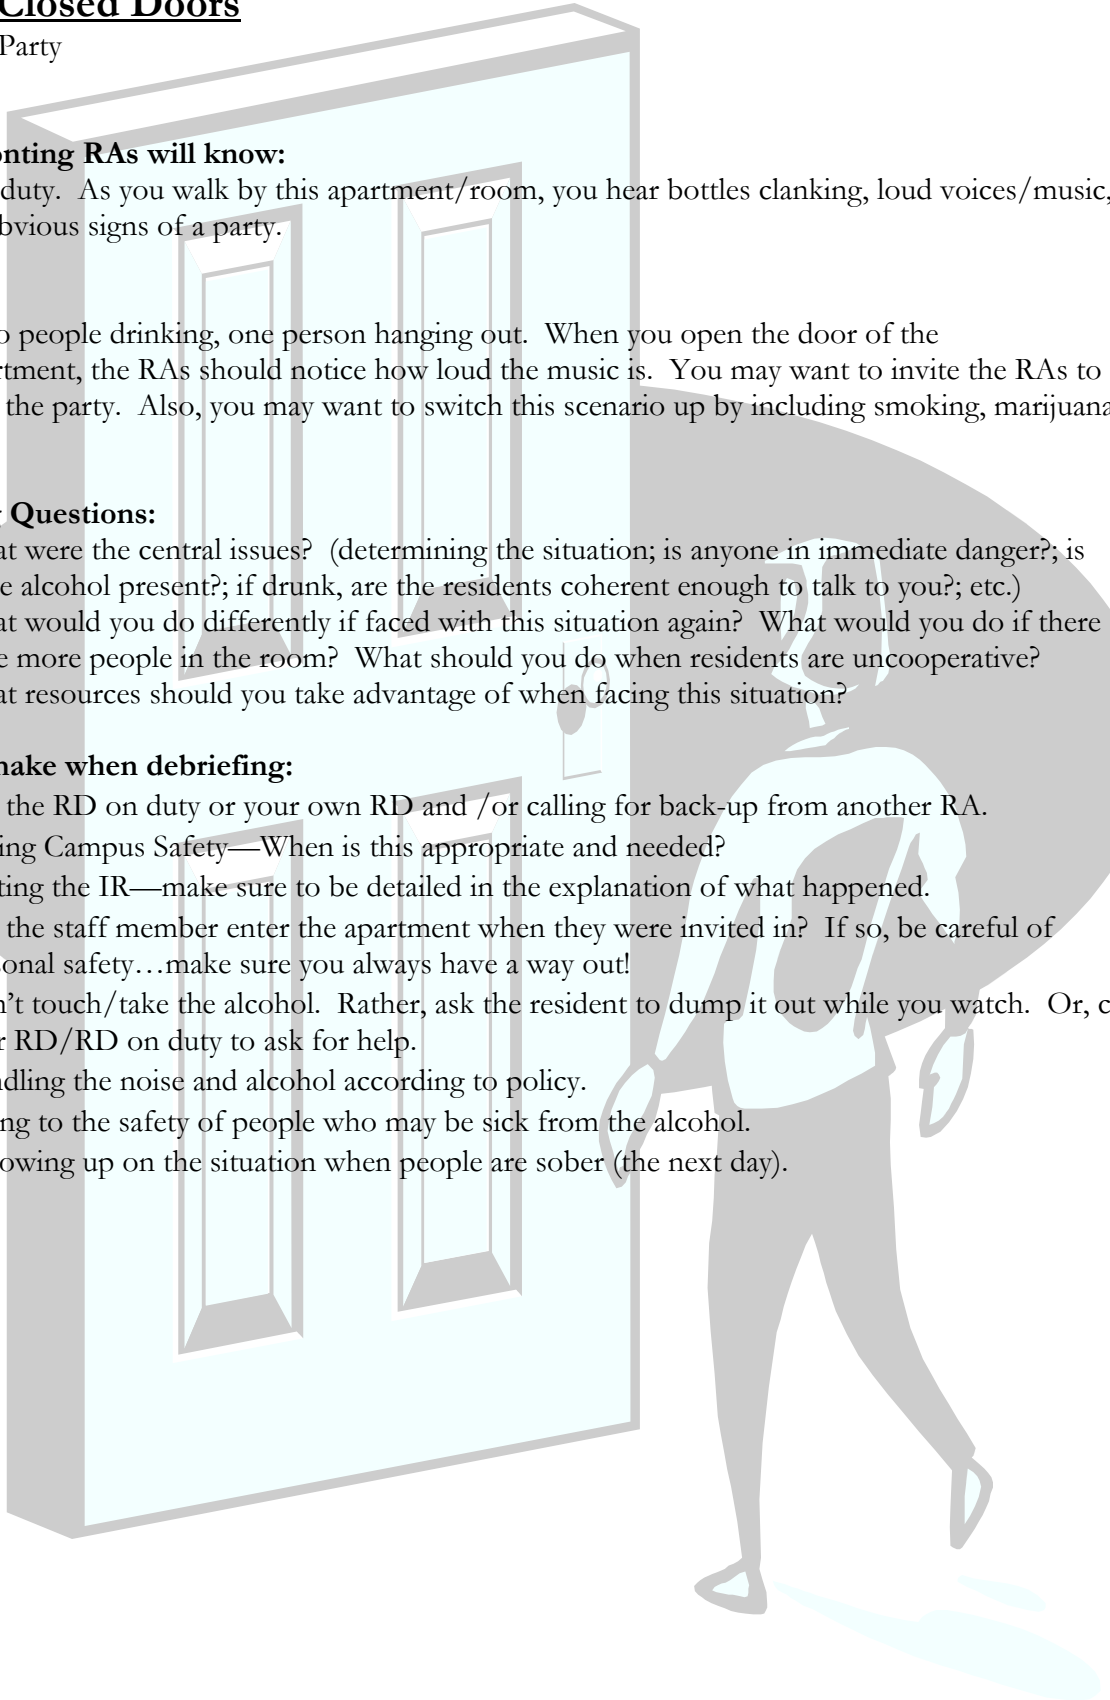 Closed Doors
Party
onting RAs will know:
duty. As you walk by this apartment/room, you hear bottles clanking, loud voices/music,
bvious signs of a party.
o people drinking, one person hanging out. When you open the door of the
rtment, the RAs should notice how loud the music is. You may want to invite the RAs to
the party. Also, you may want to switch this scenario up by including smoking, marijuana
Questions:
at were the central issues? (determining the situation; is anyone in immediate danger?; is
e alcohol present?; if drunk, are the residents coherent enough to talk to you?; etc.)
at would you do differently if faced with this situation again? What would you do if there
e more people in the room? What should you do when residents are uncooperative?
at resources should you take advantage of when facing this situation?
make when debriefing:
the RD on duty or your own RD and /or calling for back-up from another RA.
ing Campus Safety—When is this appropriate and needed?
ting the IR—make sure to be detailed in the explanation of what happened.
the staff member enter the apartment when they were invited in? If so, be careful of
sonal safety…make sure you always have a way out!
n’t touch/take the alcohol. Rather, ask the resident to dump it out while you watch. Or, c
r RD/RD on duty to ask for help.
ndling the noise and alcohol according to policy.
ng to the safety of people who may be sick from the alcohol.
lowing up on the situation when people are sober (the next day).